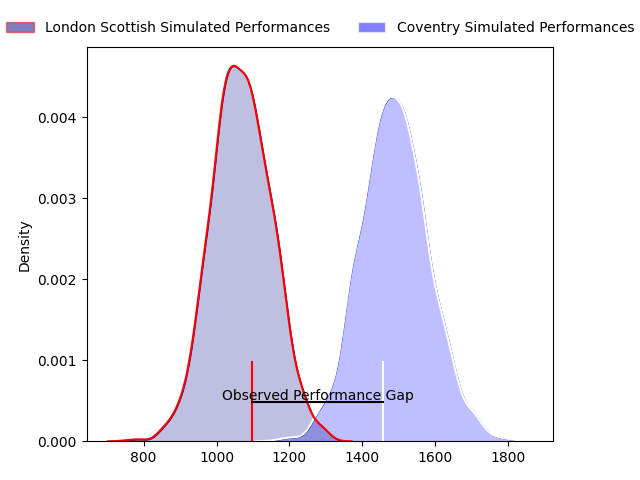 London Scottish Simulated Performances Coventry Simulated Performances
0.004
0.003
Density
0.002
0.001
Observed Performance Gap
0.000
800 1000 1200 1400 1600 1800